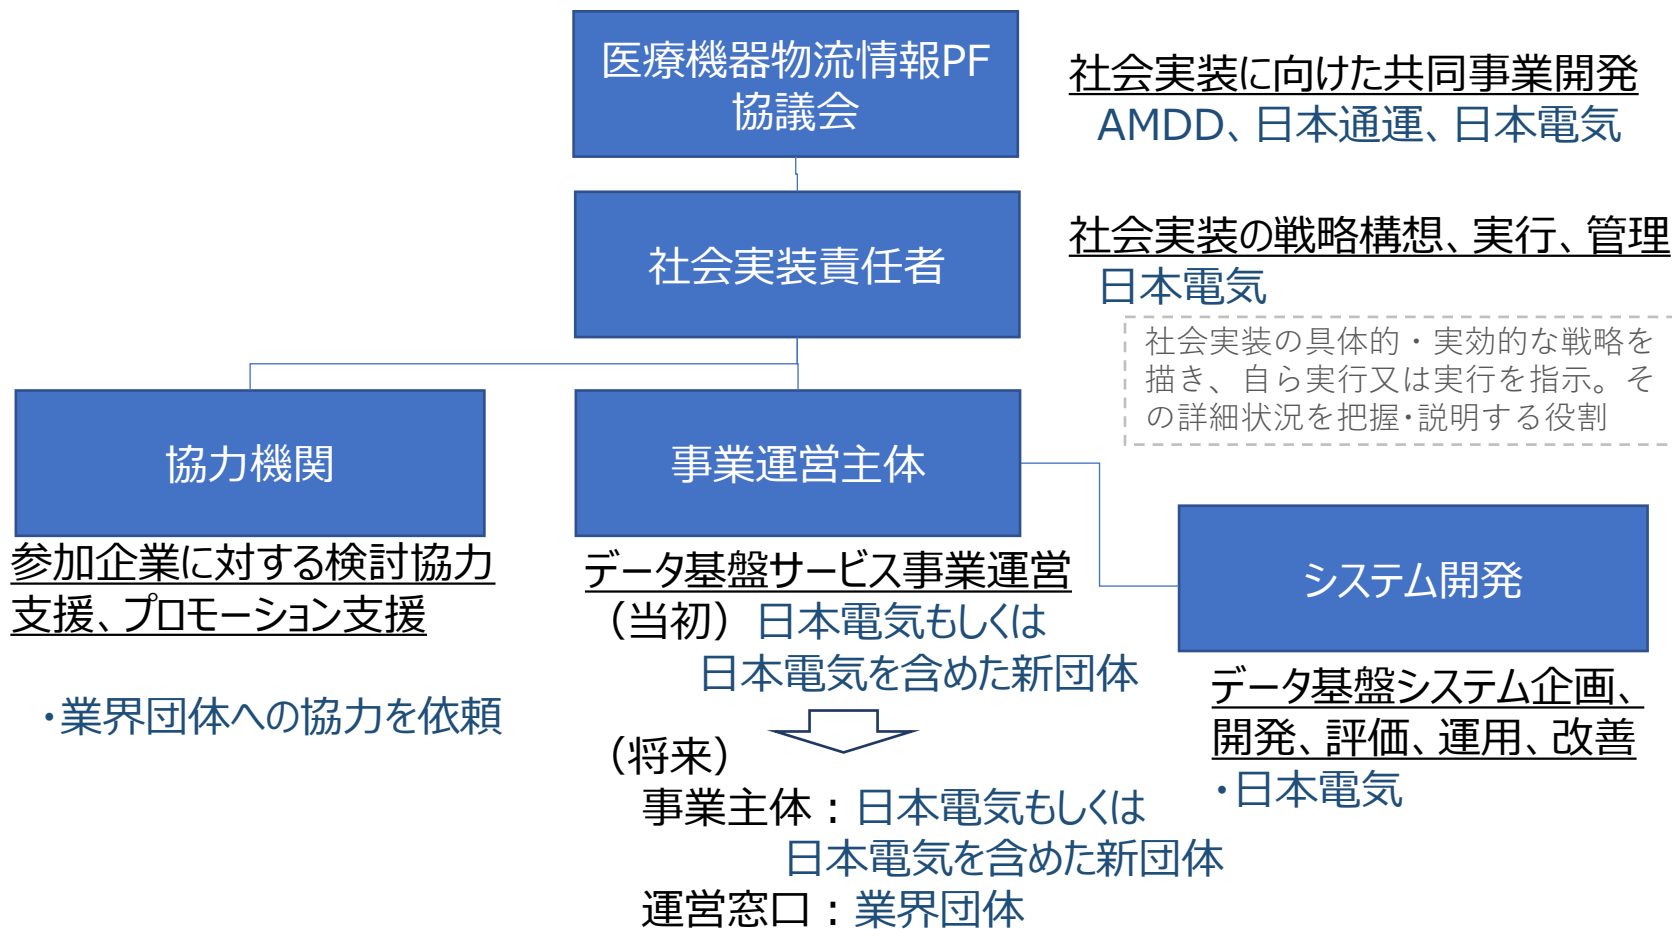 医療機器物流情報PF
協議会
社会実装に向けた共同事業開発
AMDD、日本通運、日本電気
社会実装責任者
社会実装の戦略構想、実行、管理
日本電気
社会実装の具体的・実効的な戦略を
描き、自ら実行又は実行を指示。そ
の詳細状況を把握・説明する役割
協力機関
参加企業に対する検討協力
支援、プロモーション支援
・業界団体への協力を依頼
事業運営主体
データ基盤サービス事業運営
（当初）日本電気もしくは
日本電気を含めた新団体
（将来）
事業主体：日本電気もしくは
日本電気を含めた新団体
運営窓口：業界団体
システム開発
データ基盤システム企画、
開発、評価、運用、改善
・日本電気